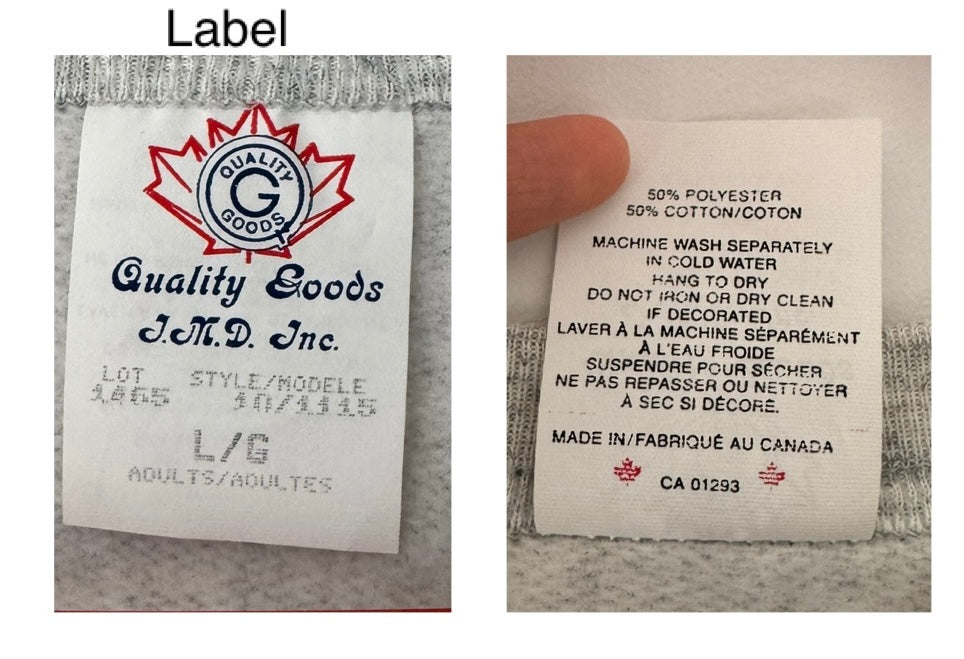 Label
QUALITY
G
GOODS
Quality Goods
I.M.D. Inc.
LOT STYLE/MODELE
1465 10/1115
L/G
ADULTS/ADULTES
50% POLYESTER
50% COTTON/COTON
MACHINE WASH SEPARATELY
IN COLD WATER
HANG TO DRY
DO NOT IRON OR DRY CLEAN
IF DECORATED
LAVER À LA MACHINE SÉPARÉMENT
À L'EAU FROIDE
SUSPENDRE POUR SÉCHER
NE PAS REPASSER OU NETTOYER
À SEC SI DÉCORÉ.
MADE IN/FABRIQUÉ AU CANADA
CA 01293